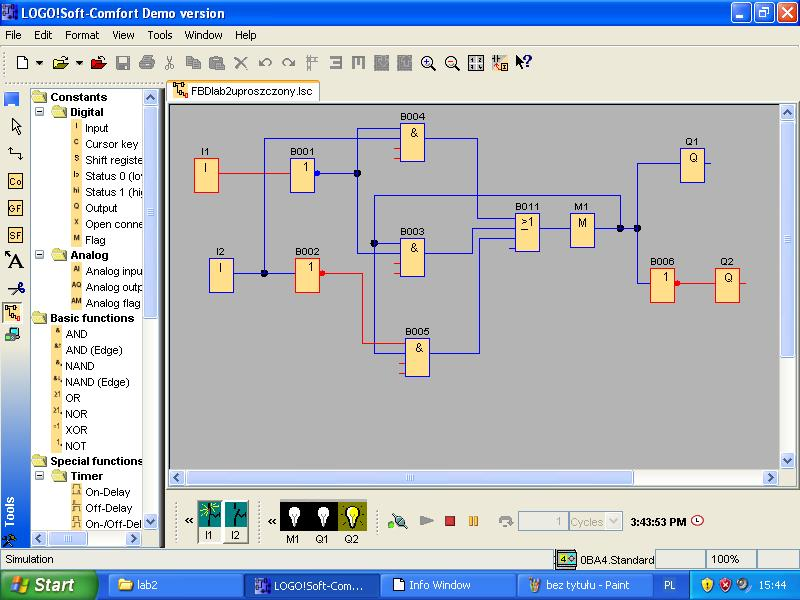 LOGO!Soft-Comfort Demo version
File Edit Format View Tools Window Help
FBDlab2uproszczony.lsc
Constants
Digital
Input
Cursor key
Shift registe
Status 0 (lo
Status 1 (hi
Output
Open conne
Flag
Analog
Analog inpu
Analog outp
Analog flag
Basic functions
AND
AND (Edge)
NAND
NAND (Edge)
OR
NOR
XOR
NOT
Special functions
Timer
On-Delay
Off-Delay
On-/Off-Del
Co
GF
SF
Tools
B004
&
I1
I
B001
1
Q1
Q
B011
≥1
M1
M
B003
&
I2
I
B002
1
B006
1
Q2
Q
B005
&
« I1 I2 « M1 Q1 Q2 1 Cycles 3:43:53 PM
Simulation 0BA4.Standard 100%
Start lab2 LOGO!Soft-Com... Info Window bez tytułu - Paint PL 15:44